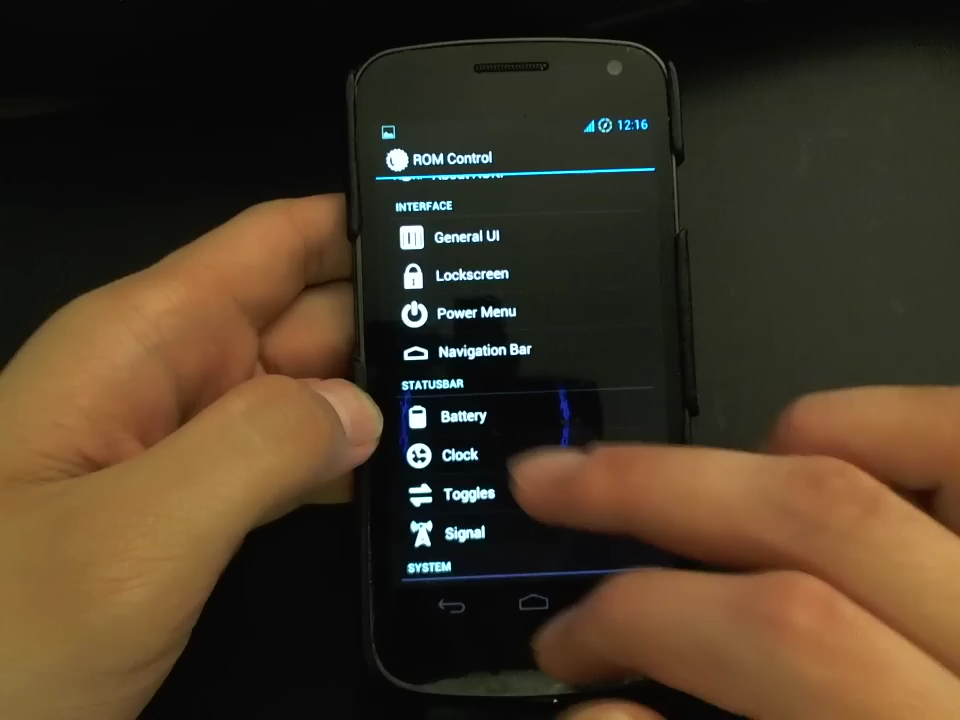 12:16
ROM Control
INTERFACE
General UI
Lockscreen
Power Menu
Navigation Bar
STATUSBAR
Battery
Clock
Toggles
Signal
SYSTEM